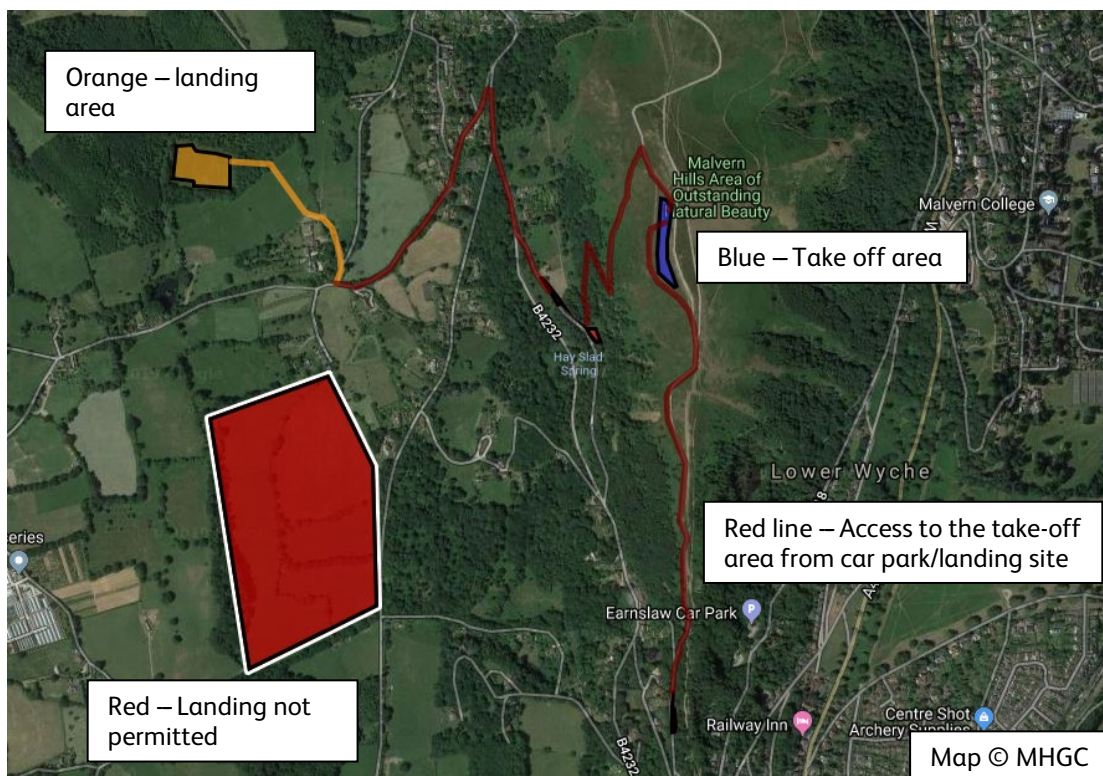 Orange – landing
area
Malvern
Hills Area of
Outstanding
Natural Beauty
Malvern College
Blue – Take off area
B4232
Hay Slad
Spring
Lower Wyche
eries
Red line – Access to the take-off
area from car park/landing site
Earnslaw Car Park
P
Red – Landing not
permitted
Railway Inn
Centre Shot
Archery Supplies
B4232
Map © MHGC